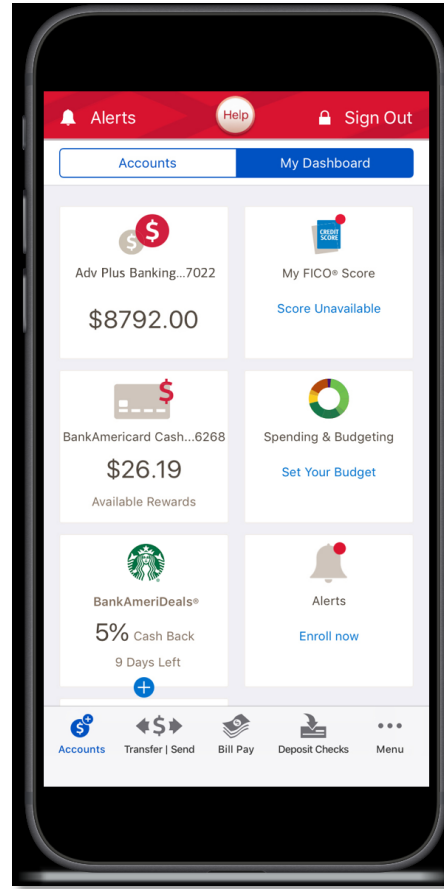 Alerts
Help
Sign Out
Accounts
My Dashboard
$
$
Adv Plus Banking...7022
$8792.00
CREDIT
SCORE
My FICO® Score
Score Unavailable
$
BankAmericard Cash...6268
$26.19
Available Rewards
Spending & Budgeting
Set Your Budget
BankAmeriDeals®
5% Cash Back
9 Days Left
Alerts
Enroll now
$
Accounts
$
Transfer | Send
Bill Pay
Deposit Checks
Menu